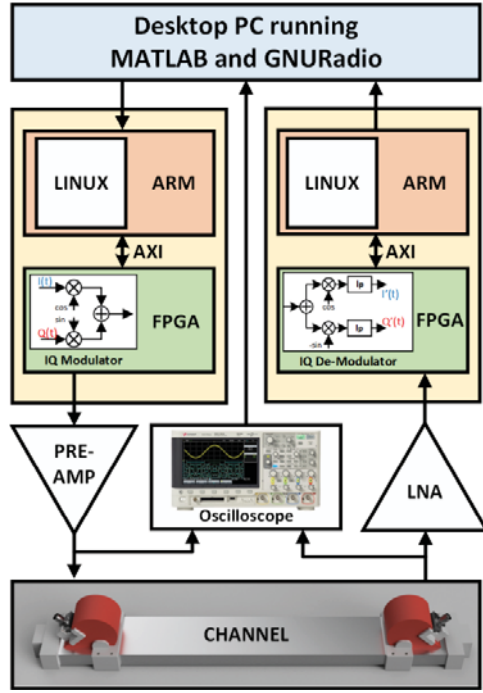 Desktop PC running
MATLAB and GNURadio
LINUX
ARM
AXI
I(t)
cos
sin
Q(t)
IQ Modulator
FPGA
LINUX
ARM
AXI
cos
-sin
lp
lp
I'(t)
Q'(t)
IQ De-Modulator
FPGA
PRE-
AMP
Oscilloscope
LNA
CHANNEL